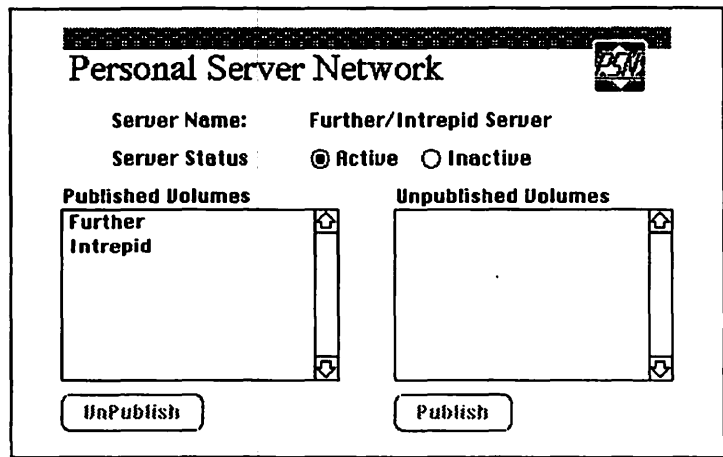 PSN
Personal Server Network
Server Name: Further/Intrepid Server
Server Status Active Inactive
Published Volumes Unpublished Volumes
Further
Intrepid
UnPublish Publish